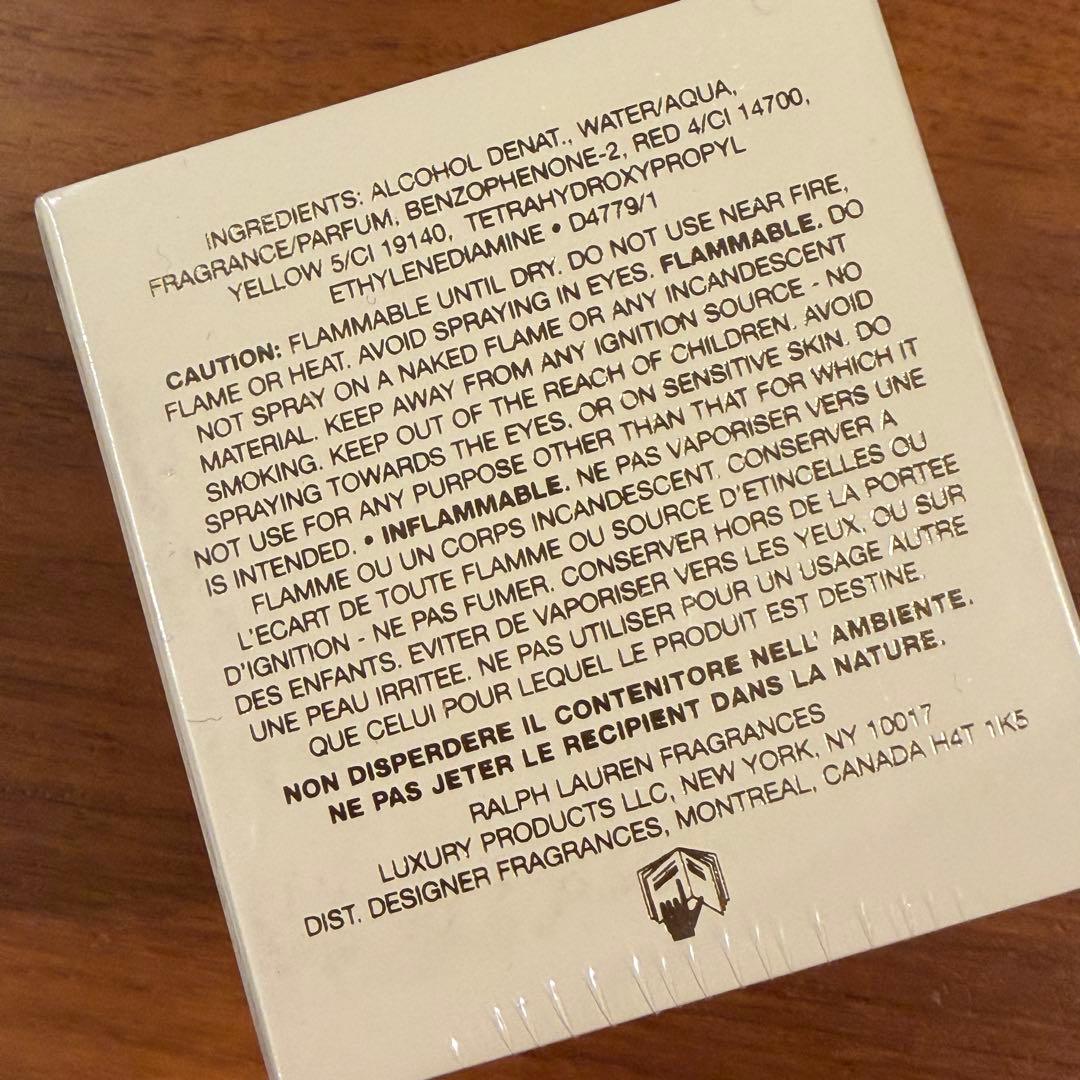 INGREDIENTS: ALCOHOL DENAT., WATER/AQUA,
FRAGRANCE/PARFUM, BENZOPHENONE-2, RED 4/CI 14700,
YELLOW 5/CI 19140, TETRAHYDROXYPROPYL
ETHYLENEDIAMINE • D4779/1
CAUTION: FLAMMABLE UNTIL DRY. DO NOT USE NEAR FIRE,
FLAME OR HEAT. AVOID SPRAYING IN EYES. FLAMMABLE. DO
NOT SPRAY ON A NAKED FLAME OR ANY INCANDESCENT
MATERIAL. KEEP AWAY FROM ANY IGNITION SOURCE - NO
SMOKING. KEEP OUT OF THE REACH OF CHILDREN. AVOID
SPRAYING TOWARDS THE EYES, OR ON SENSITIVE SKIN. DO
NOT USE FOR ANY PURPOSE OTHER THAN THAT FOR WHICH IT
IS INTENDED. • INFLAMMABLE. NE PAS VAPORISER VERS UNE
FLAMME OU UN CORPS INCANDESCENT. CONSERVER A
L'ECART DE TOUTE FLAMME OU SOURCE D'ETINCELLES OU
D'IGNITION - NE PAS FUMER. CONSERVER HORS DE LA PORTEE
DES ENFANTS. EVITER DE VAPORISER VERS LES YEUX, OU SUR
UNE PEAU IRRITEE. NE PAS UTILISER POUR UN USAGE AUTRE
QUE CELUI POUR LEQUEL LE PRODUIT EST DESTINE.
NON DISPERDERE IL CONTENITORE NELL' AMBIENTE.
NE PAS JETER LE RECIPIENT DANS LA NATURE.
RALPH LAUREN FRAGRANCES
LUXURY PRODUCTS LLC, NEW YORK, NY 10017
DIST. DESIGNER FRAGRANCES, MONTREAL, CANADA H4T 1K5